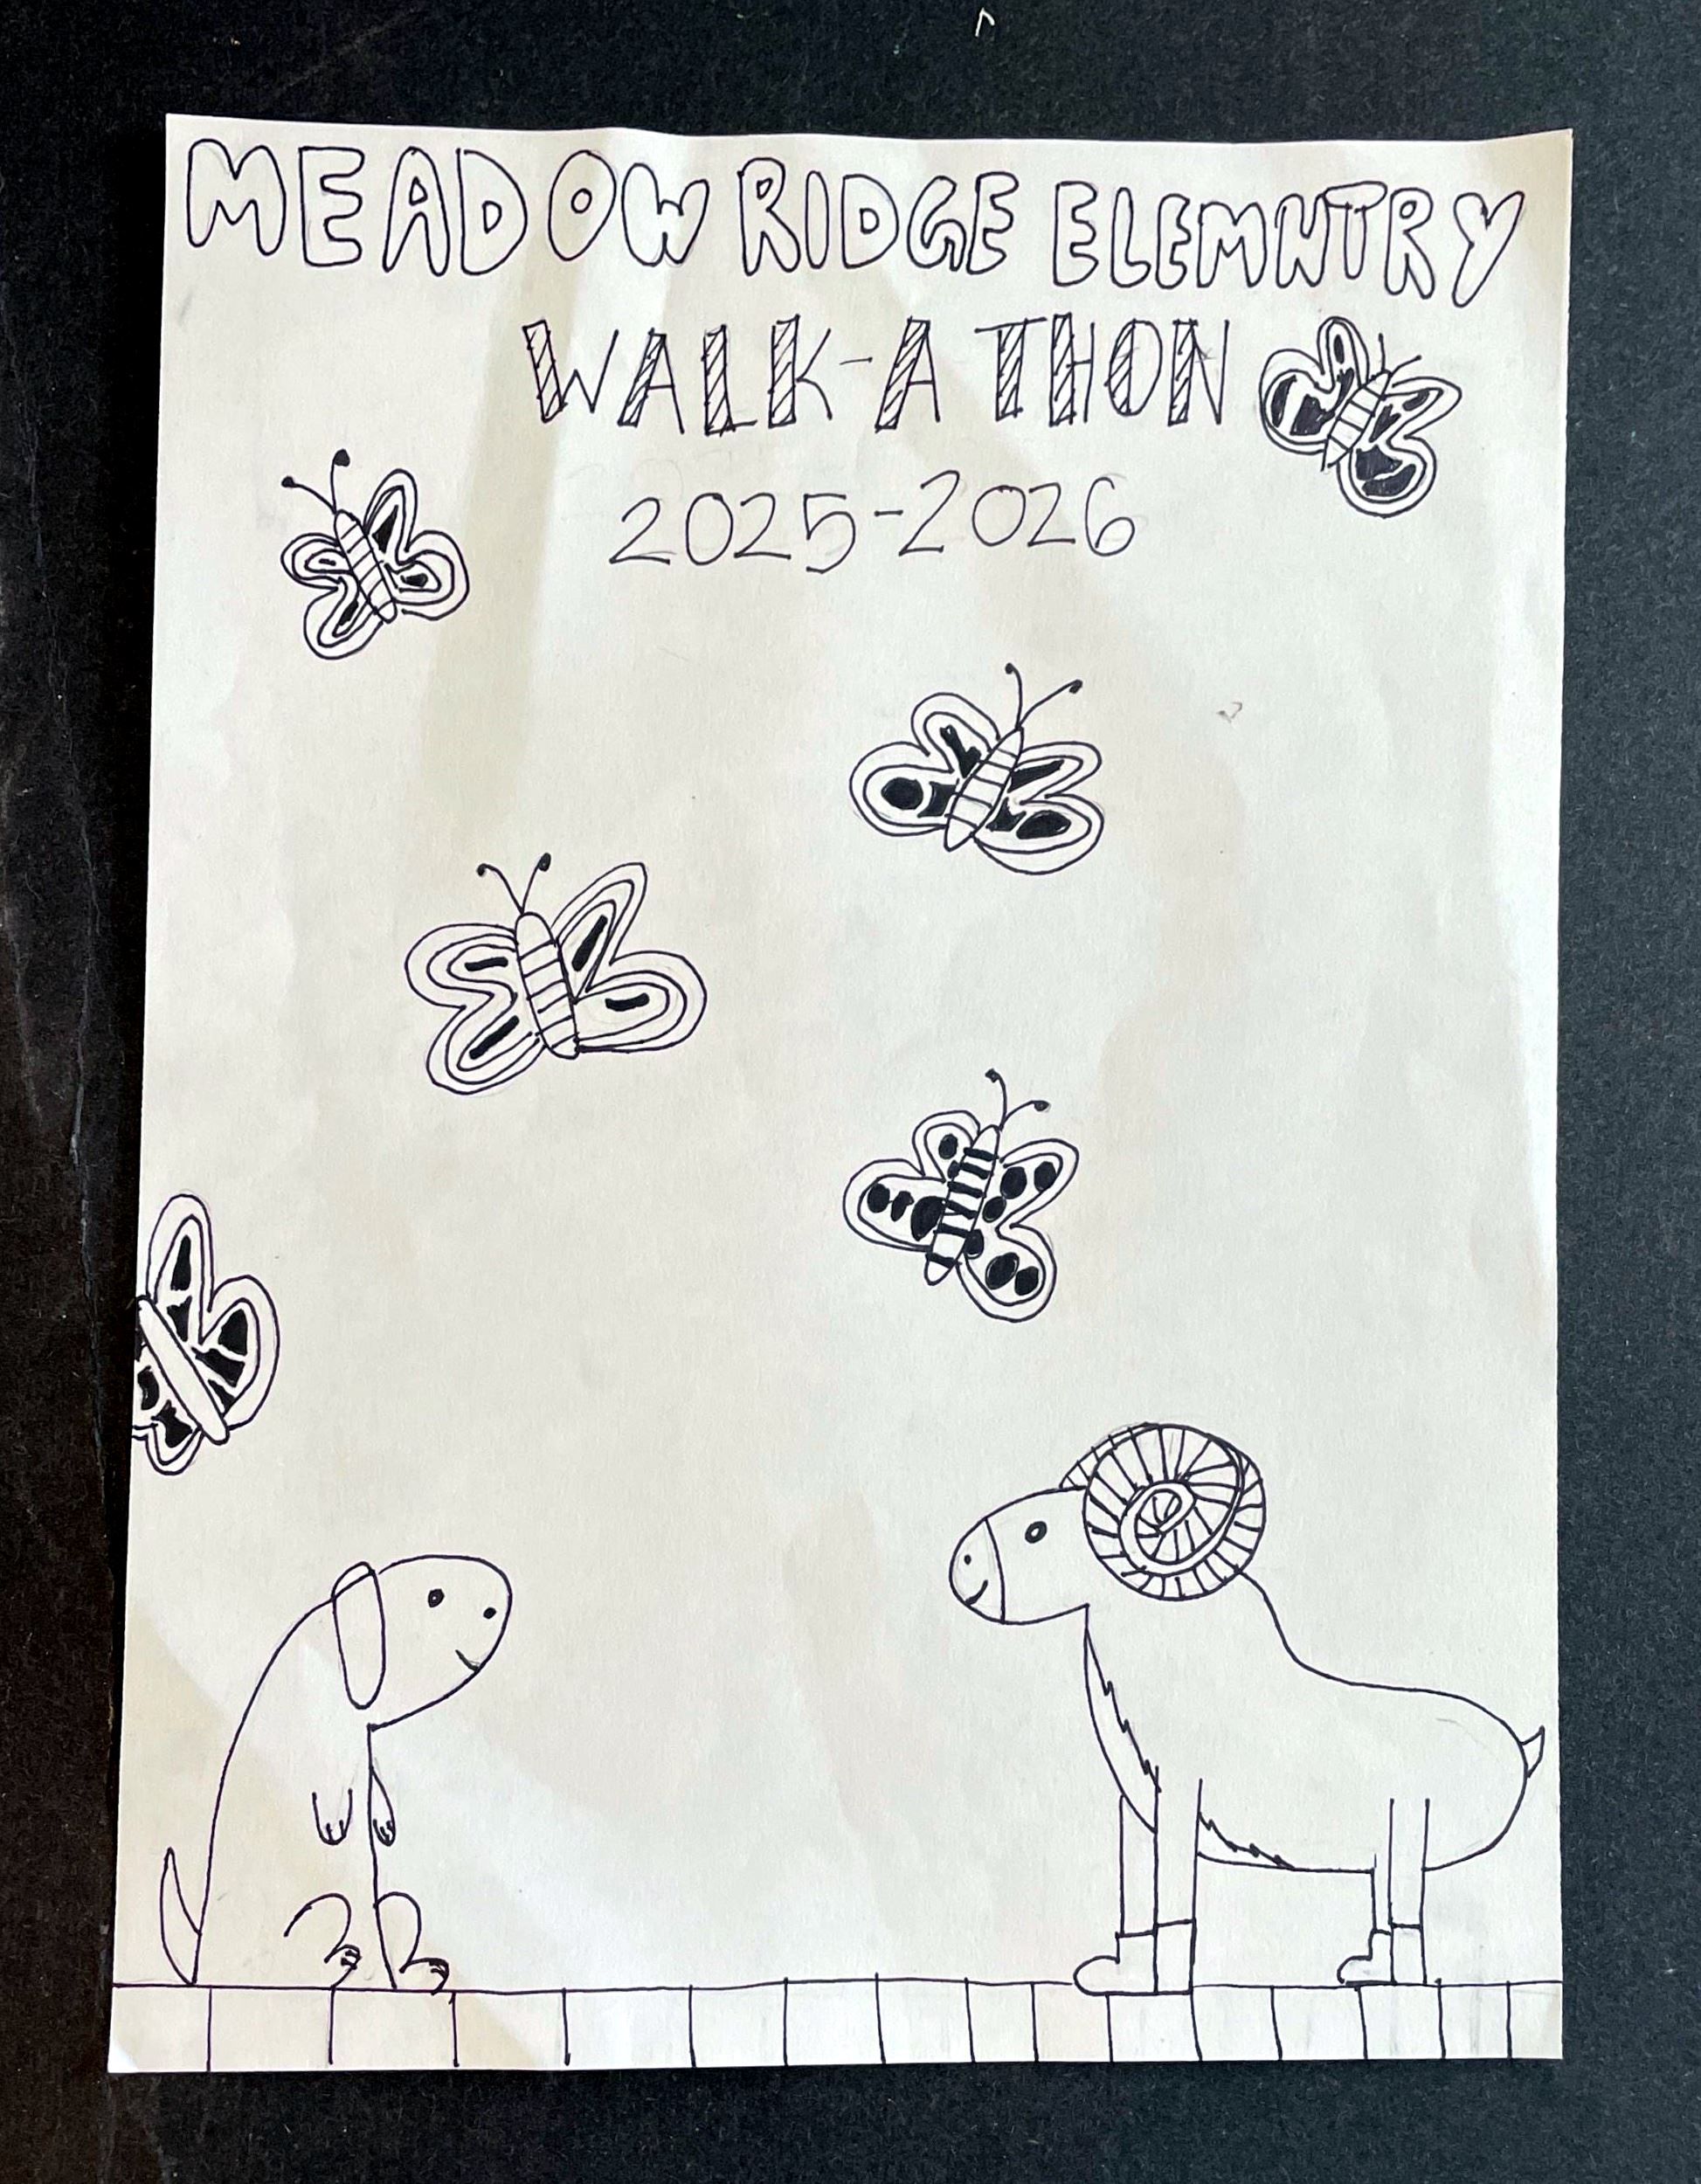 MEADOW RIDGE ELEMNTRY
WALK-A THON
2025-2026